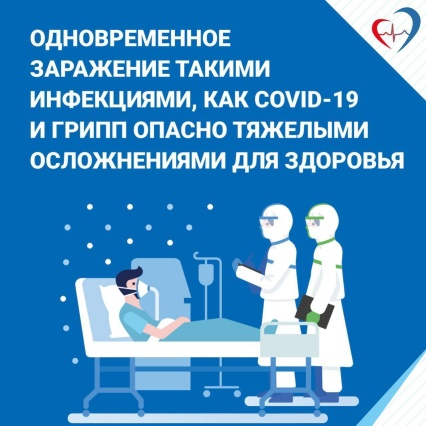 ОДНОВРЕМЕННОЕ
ЗАРАЖЕНИЕ ТАКИМИ
ИНФЕКЦИЯМИ, КАК COVID-19
И ГРИПП ОПАСНО ТЯЖЕЛЫМИ
ОСЛОЖНЕНИЯМИ ДЛЯ ЗДОРОВЬЯ